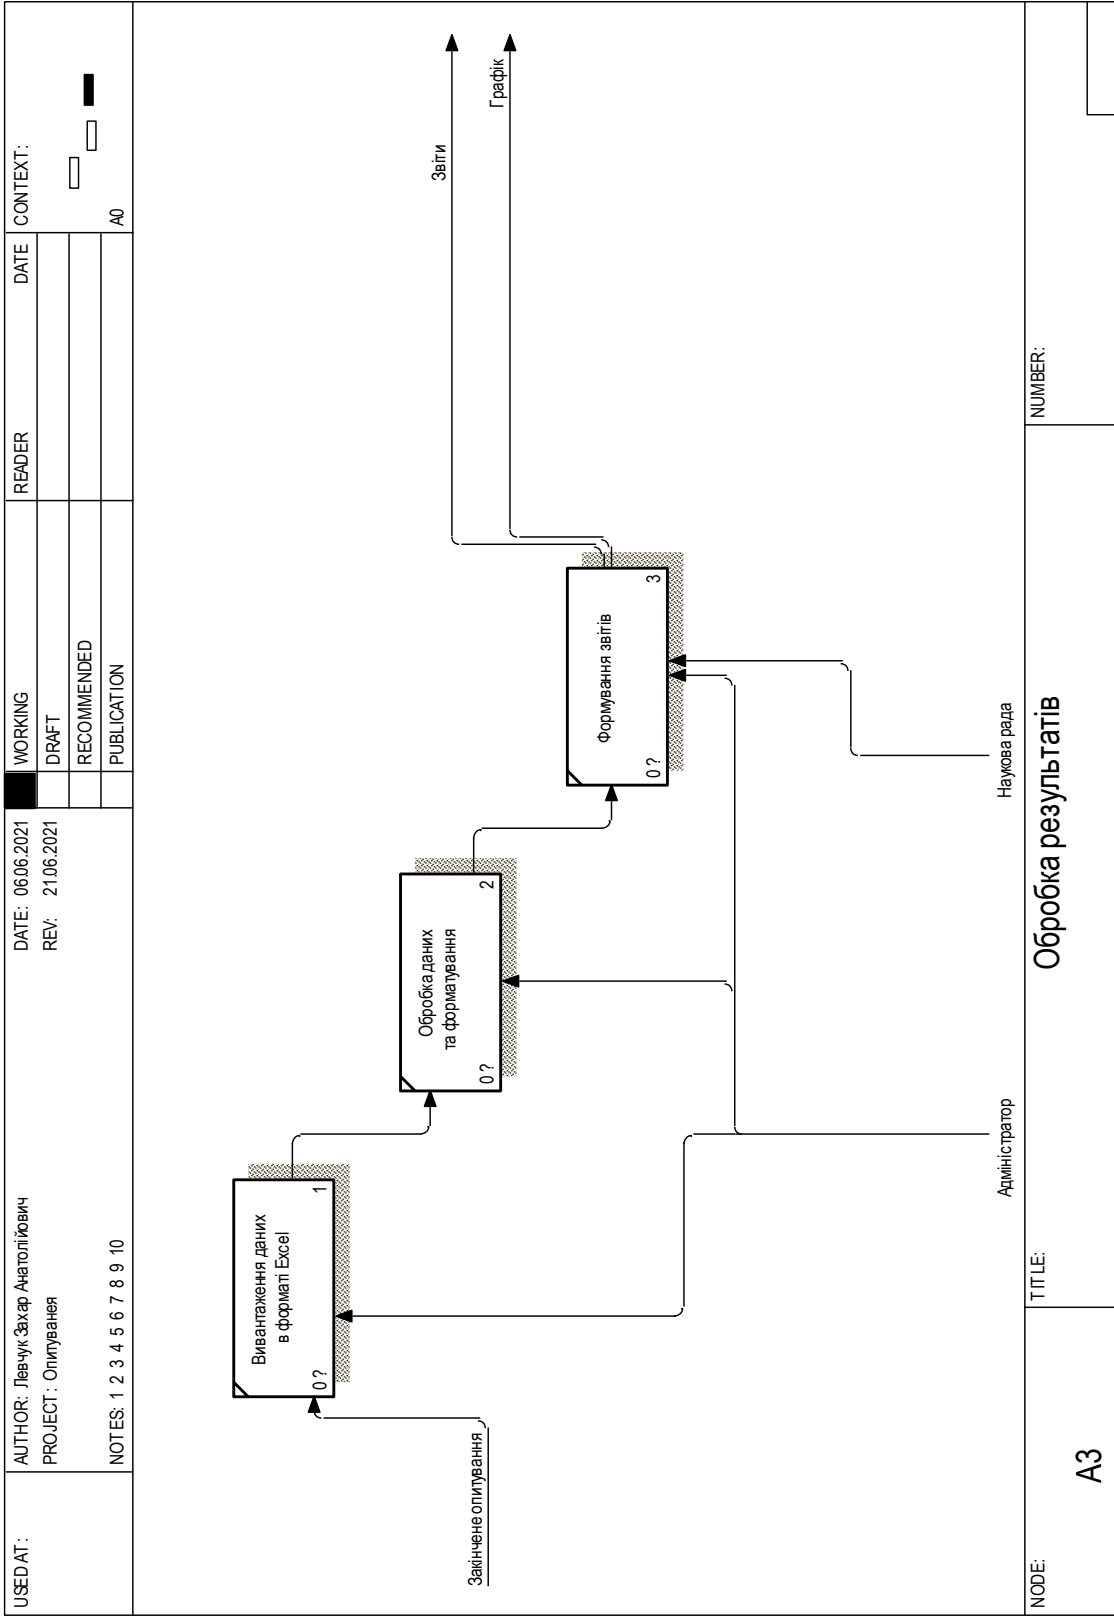 USED AT:
AUTHOR: Левчук Захар Анатолійович
DATE: 06.06.2021
WORKING
READER
DATE
CONTEXT:
PROJECT: Опитуванея
REV: 21.06.2021
DRAFT
RECOMMENDED
NOTES: 1 2 3 4 5 6 7 8 9 10
PUBLICATION
A0
Звіти
Графік
Вивантаження даних
в форматі Excel
0 ?
1
Обробка даних
та форматування
0 ?
2
Формування звітів
0 ?
3
Закінчене опитування
Адміністратор
Наукова рада
NODE:
TITLE:
NUMBER:
A3
Обробка результатів